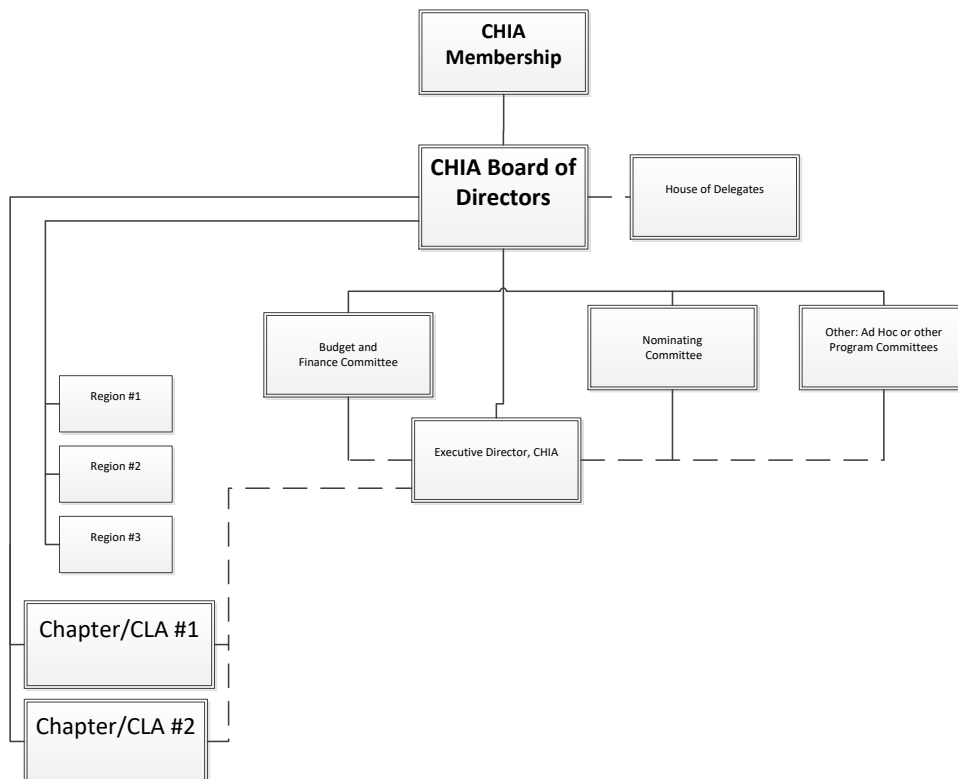 CHIA
Membership
CHIA Board of
Directors
House of Delegates
Budget and
Finance Committee
Nominating
Committee
Other: Ad Hoc or other
Program Committees
Region #1
Executive Director, CHIA
Region #2
Region #3
Chapter/CLA #1
Chapter/CLA #2